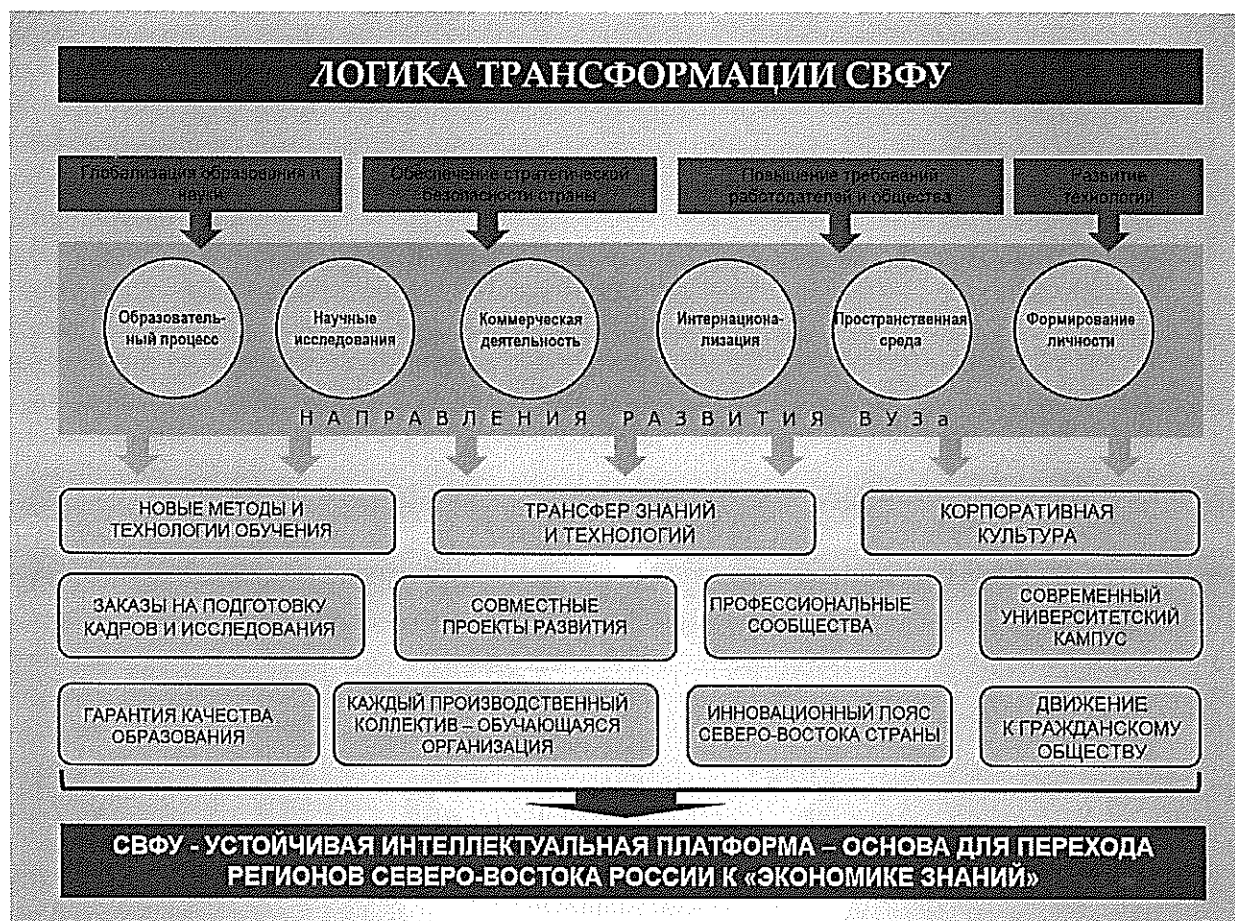 ЛОГИКА ТРАНСФОРМАЦИИ СВФУ
Глобализация образования и
науки
Обеспечение стратегической
безопасности страны
Повышение требований
работодателей и общества
Развитие
технологий
Образователь-
ный процесс
Научные
исследования
Коммерческая
деятельность
Интернациона-
лизация
Пространственная
среда
Формирование
личности
НАПРАВЛЕНИЯ РАЗВИТИЯ ВУЗа
НОВЫЕ МЕТОДЫ И
ТЕХНОЛОГИИ ОБУЧЕНИЯ
ТРАНСФЕР ЗНАНИЙ
И ТЕХНОЛОГИЙ
КОРПОРАТИВНАЯ
КУЛЬТУРА
ЗАКАЗЫ НА ПОДГОТОВКУ
КАДРОВ И ИССЛЕДОВАНИЯ
СОВМЕСТНЫЕ
ПРОЕКТЫ РАЗВИТИЯ
ПРОФЕССИОНАЛЬНЫЕ
СООБЩЕСТВА
СОВРЕМЕННЫЙ
УНИВЕРСИТЕТСКИЙ
КАМПУС
ГАРАНТИЯ КАЧЕСТВА
ОБРАЗОВАНИЯ
КАЖДЫЙ ПРОИЗВОДСТВЕННЫЙ
КОЛЛЕКТИВ – ОБУЧАЮЩАЯСЯ
ОРГАНИЗАЦИЯ
ИННОВАЦИОННЫЙ ПОЯС
СЕВЕРО-ВОСТОКА СТРАНЫ
ДВИЖЕНИЕ
К ГРАЖДАНСКОМУ
ОБЩЕСТВУ
СВФУ - УСТОЙЧИВАЯ ИНТЕЛЛЕКТУАЛЬНАЯ ПЛАТФОРМА – ОСНОВА ДЛЯ ПЕРЕХОДА
РЕГИОНОВ СЕВЕРО-ВОСТОКА РОССИИ К «ЭКОНОМИКЕ ЗНАНИЙ»